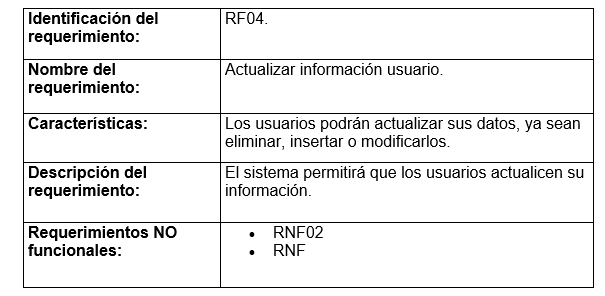 Identificación del
requerimiento:
RF04.
Nombre del
requerimiento:
Actualizar información usuario.
Características:
Los usuarios podrán actualizar sus datos, ya sean
eliminar, insertar o modificarlos.
Descripción del
requerimiento:
El sistema permitirá que los usuarios actualicen su
información.
Requerimientos NO
funcionales:
• RNF02
• RNF